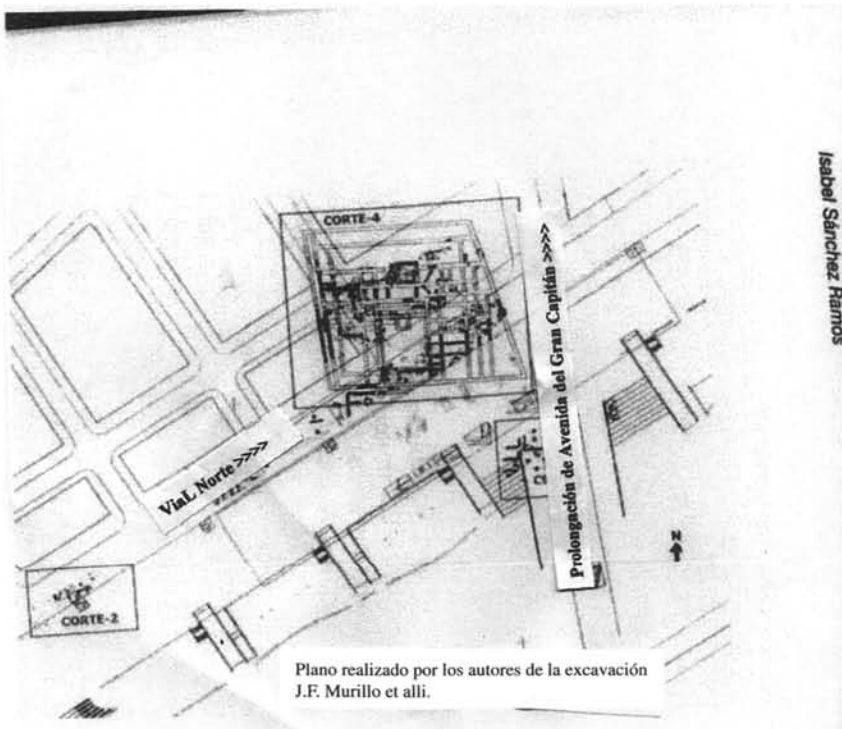 Isabel Sánchez Ramos
CORTE-4
Prolongación de Avenida del Gran Capitán >>>>
ViaL Norte >>>>
N
CORTE-2
Plano realizado por los autores de la excavación
J.F. Murillo et alli.